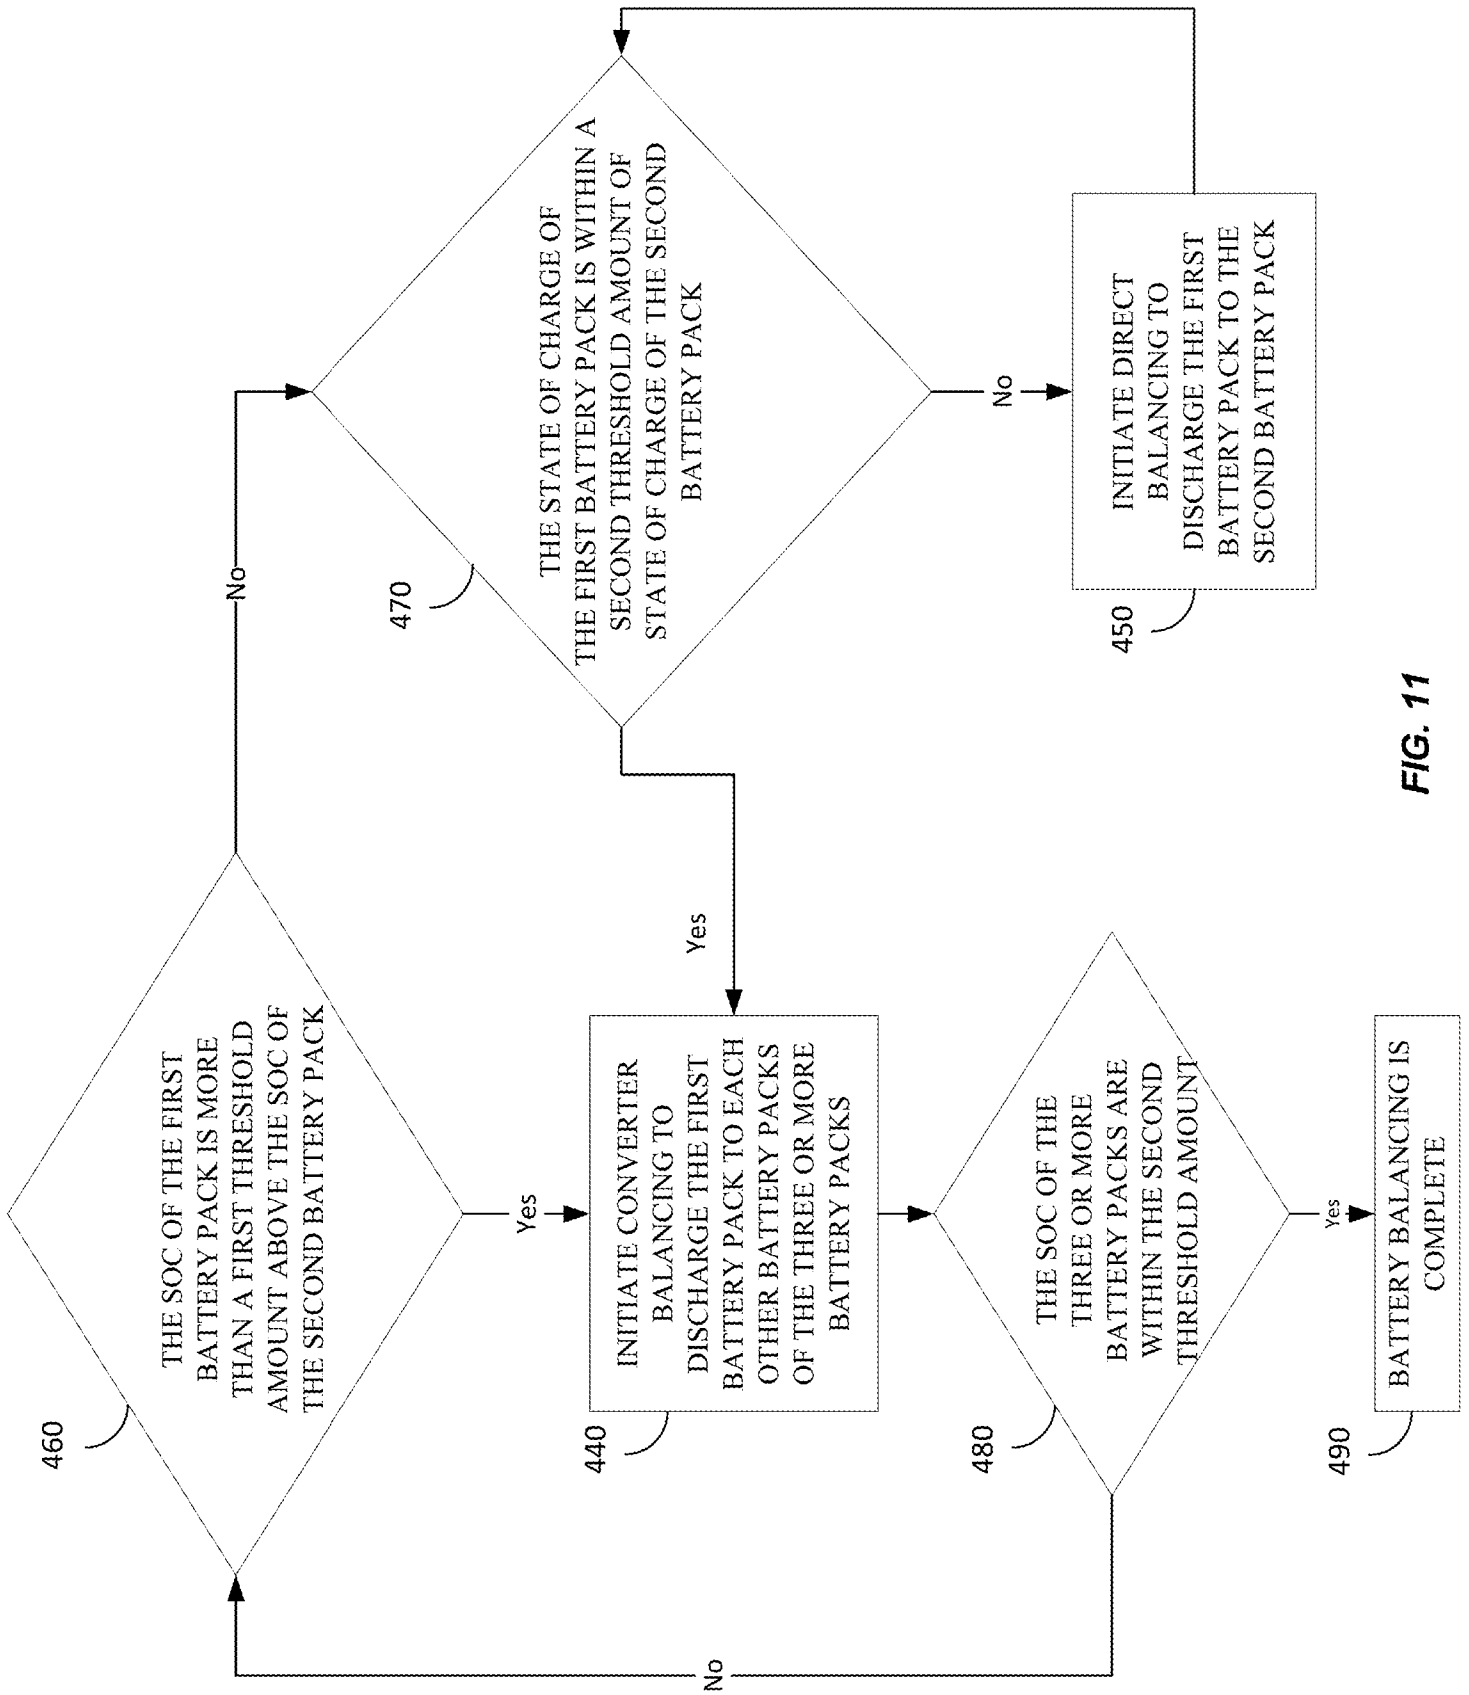 THE SOC OF THE FIRST
BATTERY PACK IS MORE
THAN A FIRST THRESHOLD
AMOUNT ABOVE THE SOC OF
THE SECOND BATTERY PACK
460
No
Yes
THE STATE OF CHARGE OF
THE FIRST BATTERY PACK IS WITHIN A
SECOND THRESHOLD AMOUNT OF
STATE OF CHARGE OF THE SECOND
BATTERY PACK
470
Yes
No
INITIATE CONVERTER
BALANCING TO
DISCHARGE THE FIRST
BATTERY PACK TO EACH
OTHER BATTERY PACKS
OF THE THREE OR MORE
BATTERY PACKS
440
INITIATE DIRECT
BALANCING TO
DISCHARGE THE FIRST
BATTERY PACK TO THE
SECOND BATTERY PACK
450
THE SOC OF THE
THREE OR MORE
BATTERY PACKS ARE
WITHIN THE SECOND
THRESHOLD AMOUNT
480
No
Yes
BATTERY BALANCING IS
COMPLETE
490
FIG. 11